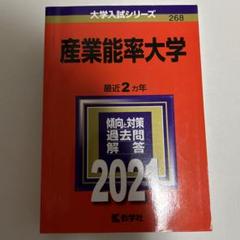 大学入試シリーズ
268
産業能率大学
最近2カ年
傾向と対策
過去問
解答
2021
教学社